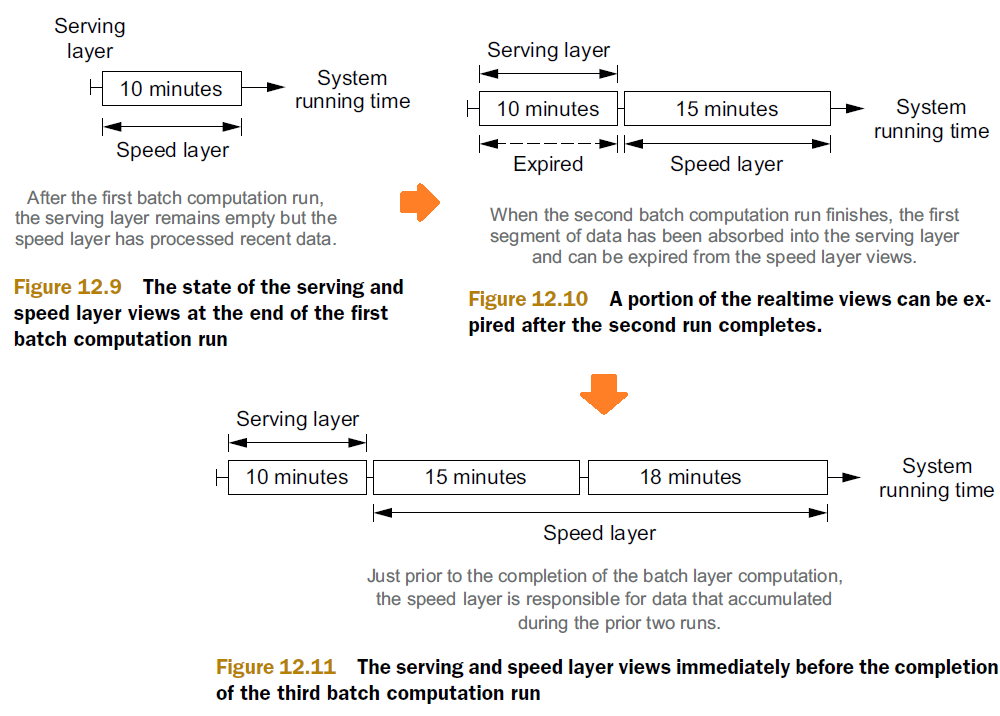 Serving
layer
10 minutes
System
running time
Speed layer
After the first batch computation run,
the serving layer remains empty but the
speed layer has processed recent data.
Figure 12.9 The state of the serving and
speed layer views at the end of the first
batch computation run
Serving layer
10 minutes
15 minutes
System
running time
Expired
Speed layer
When the second batch computation run finishes, the first
segment of data has been absorbed into the serving layer
and can be expired from the speed layer views.
Figure 12.10 A portion of the realtime views can be ex-
pired after the second run completes.
Serving layer
10 minutes
15 minutes
18 minutes
System
running time
Speed layer
Just prior to the completion of the batch layer computation,
the speed layer is responsible for data that accumulated
during the prior two runs.
Figure 12.11 The serving and speed layer views immediately before the completion
of the third batch computation run